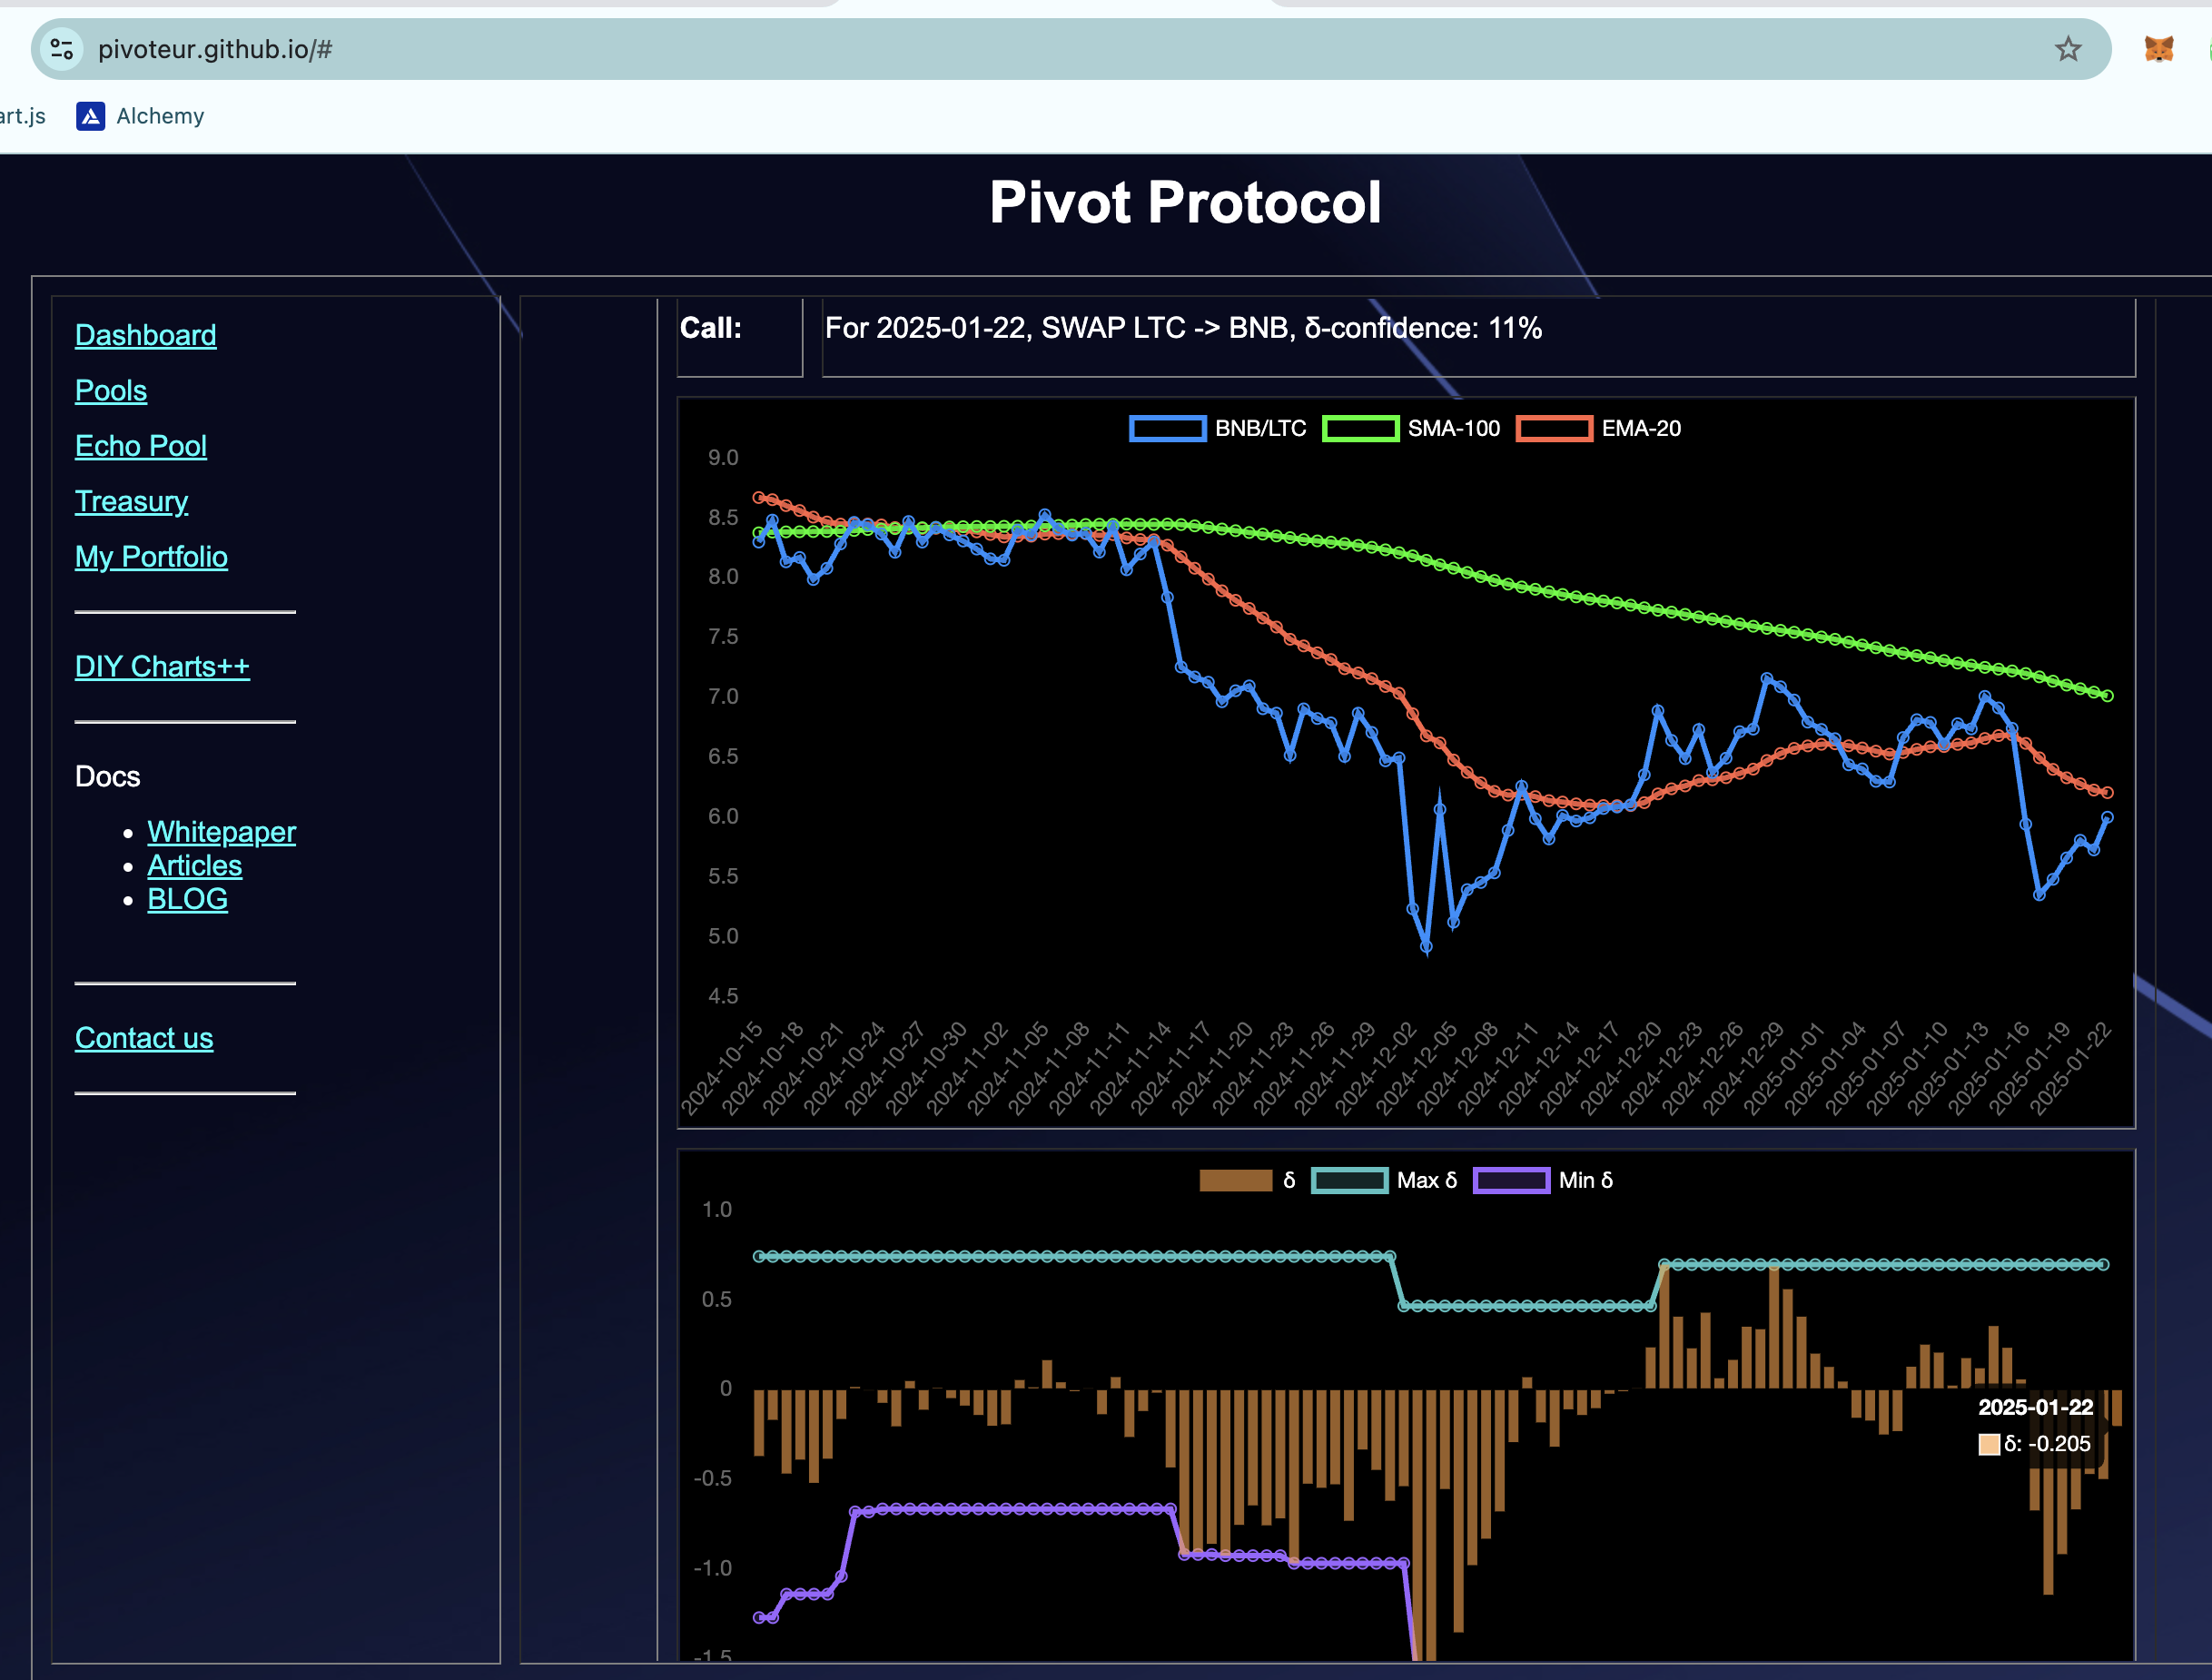 pivoteur.github.io/#
art.js Alchemy
Pivot Protocol
Dashboard
Pools
Echo Pool
Treasury
My Portfolio
DIY Charts++
Docs
Whitepaper
Articles
BLOG
Contact us
Call: For 2025-01-22, SWAP LTC -> BNB, δ-confidence: 11%
BNB/LTC SMA-100 EMA-20
9.0
8.5
8.0
7.5
7.0
6.5
6.0
5.5
5.0
4.5
2024-10-15 2024-10-18 2024-10-21 2024-10-24 2024-10-27 2024-10-30 2024-11-02 2024-11-05 2024-11-08 2024-11-11 2024-11-14 2024-11-17 2024-11-20 2024-11-23 2024-11-26 2024-11-29 2024-12-02 2024-12-05 2024-12-08 2024-12-11 2024-12-14 2024-12-17 2024-12-20 2024-12-23 2024-12-26 2024-12-29 2025-01-01 2025-01-04 2025-01-07 2025-01-10 2025-01-13 2025-01-16 2025-01-19 2025-01-22
δ Max δ Min δ
1.0
0.5
0
-0.5
-1.0
-1.5
2025-01-22
δ: -0.205